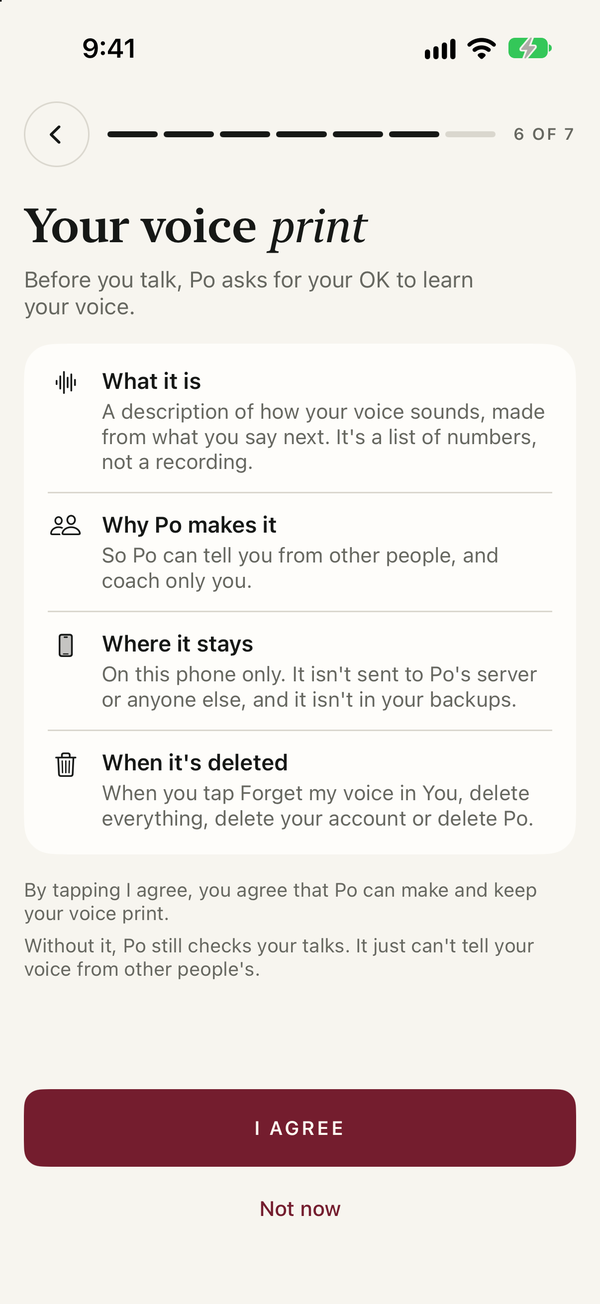 9:41
6 OF 7
Your voice print
Before you talk, Po asks for your OK to learn
your voice.
What it is
A description of how your voice sounds, made
from what you say next. It's a list of numbers,
not a recording.
Why Po makes it
So Po can tell you from other people, and
coach only you.
Where it stays
On this phone only. It isn't sent to Po's server
or anyone else, and it isn't in your backups.
When it's deleted
When you tap Forget my voice in You, delete
everything, delete your account or delete Po.
By tapping I agree, you agree that Po can make and keep
your voice print.
Without it, Po still checks your talks. It just can't tell your
voice from other people's.
I AGREE
Not now